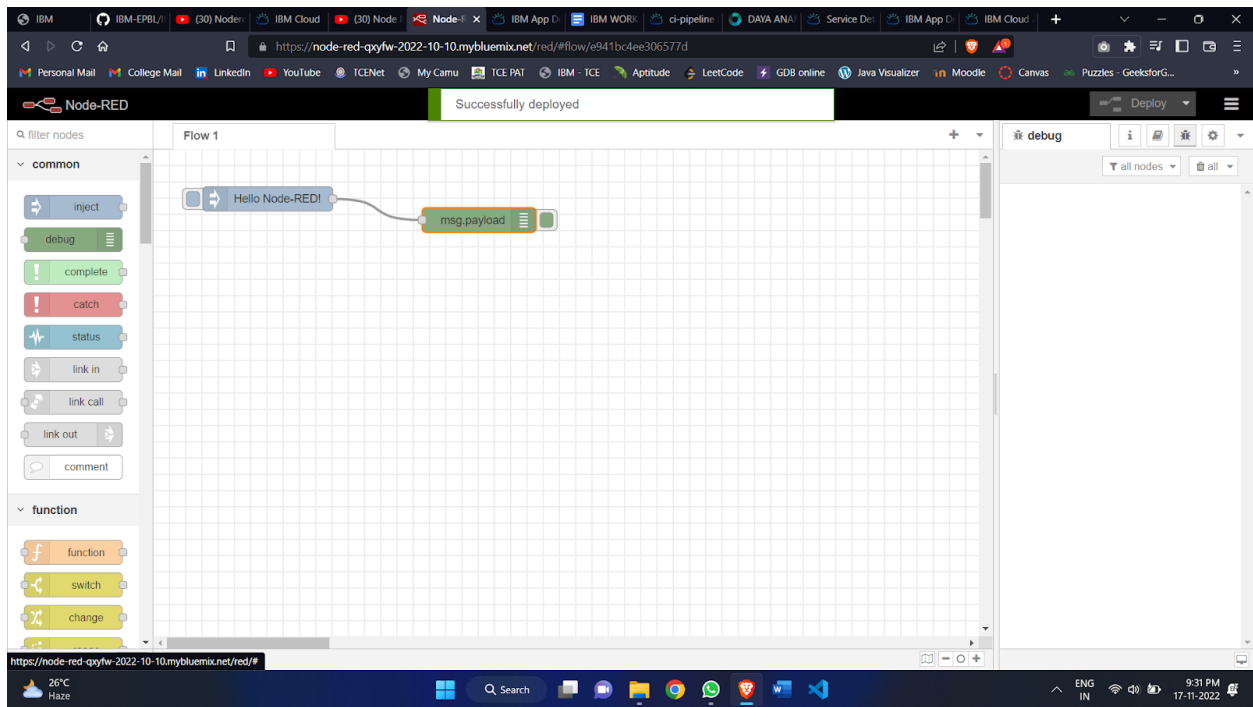 IBM
IBM-EPBL/I
(30) Nodere
IBM Cloud
(30) Node
Node-R
IBM App D
IBM WORK
ci-pipeline
DAYA ANAI
Service Det
IBM App D
IBM Cloud
https://node-red-qxyfw-2022-10-10.mybluemix.net/red/#flow/e941bc4ee306577d
Personal Mail
College Mail
LinkedIn
YouTube
TCENet
My Camu
TCE PAT
IBM - TCE
Aptitude
LeetCode
GDB online
Java Visualizer
Moodle
Canvas
Puzzles - GeeksforG...
»
Node-RED
Successfully deployed
Deploy
filter nodes
Flow 1
debug
i
common
all nodes
all
inject
Hello Node-RED!
msg.payload
debug
complete
catch
status
link in
link call
link out
comment
function
function
switch
change
https://node-red-qxyfw-2022-10-10.mybluemix.net/red/#
26°C
Haze
Search
ENG
IN
9:31 PM
17-11-2022